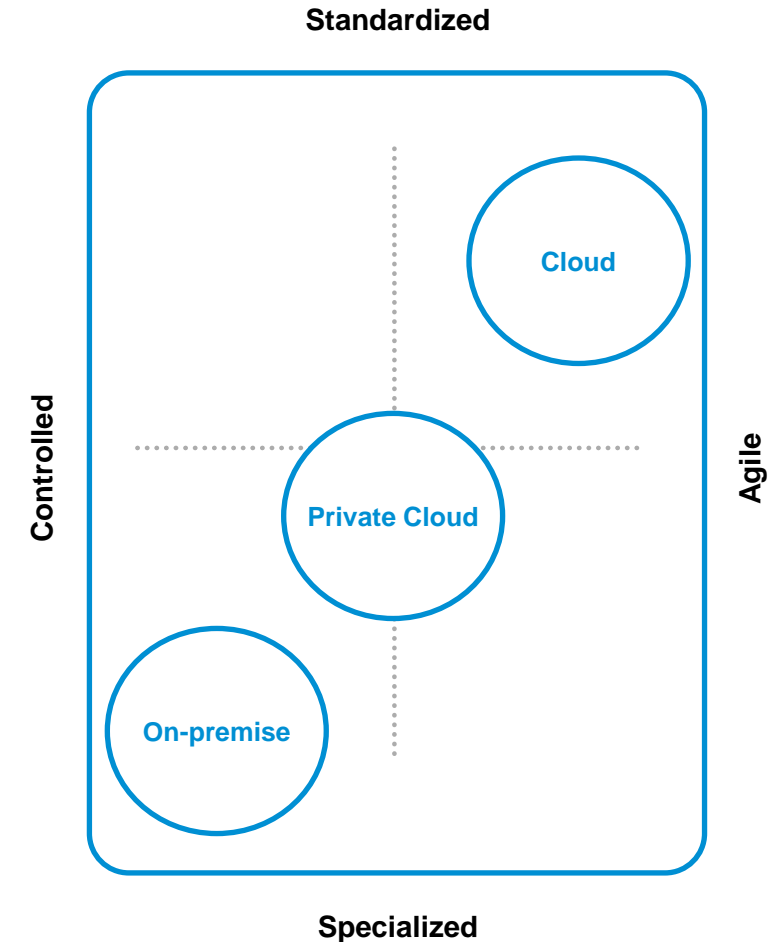 Standardized
Cloud
Controlled
Agile
Private Cloud
On-premise
Specialized